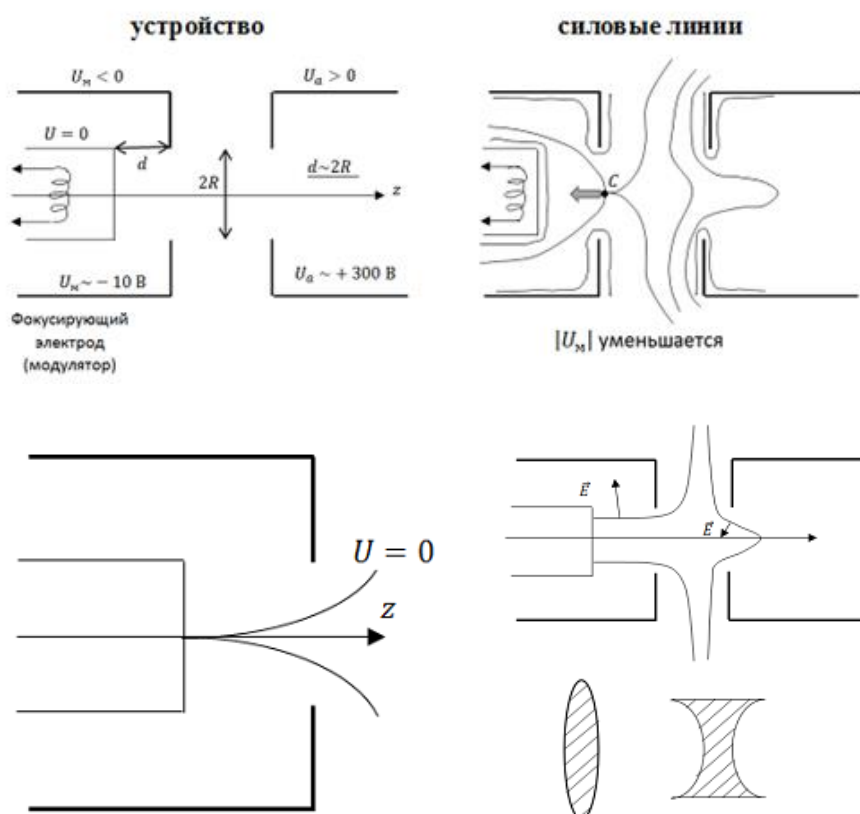 устройство
силовые линии
U_м < 0
U_a > 0
U = 0
d
2R
d~2R
z
C
U_м ~ − 10 В
U_a ~ + 300 В
Фокусирующий
электрод
(модулятор)
|U_м| уменьшается
U = 0
z
E⃗
E⃗